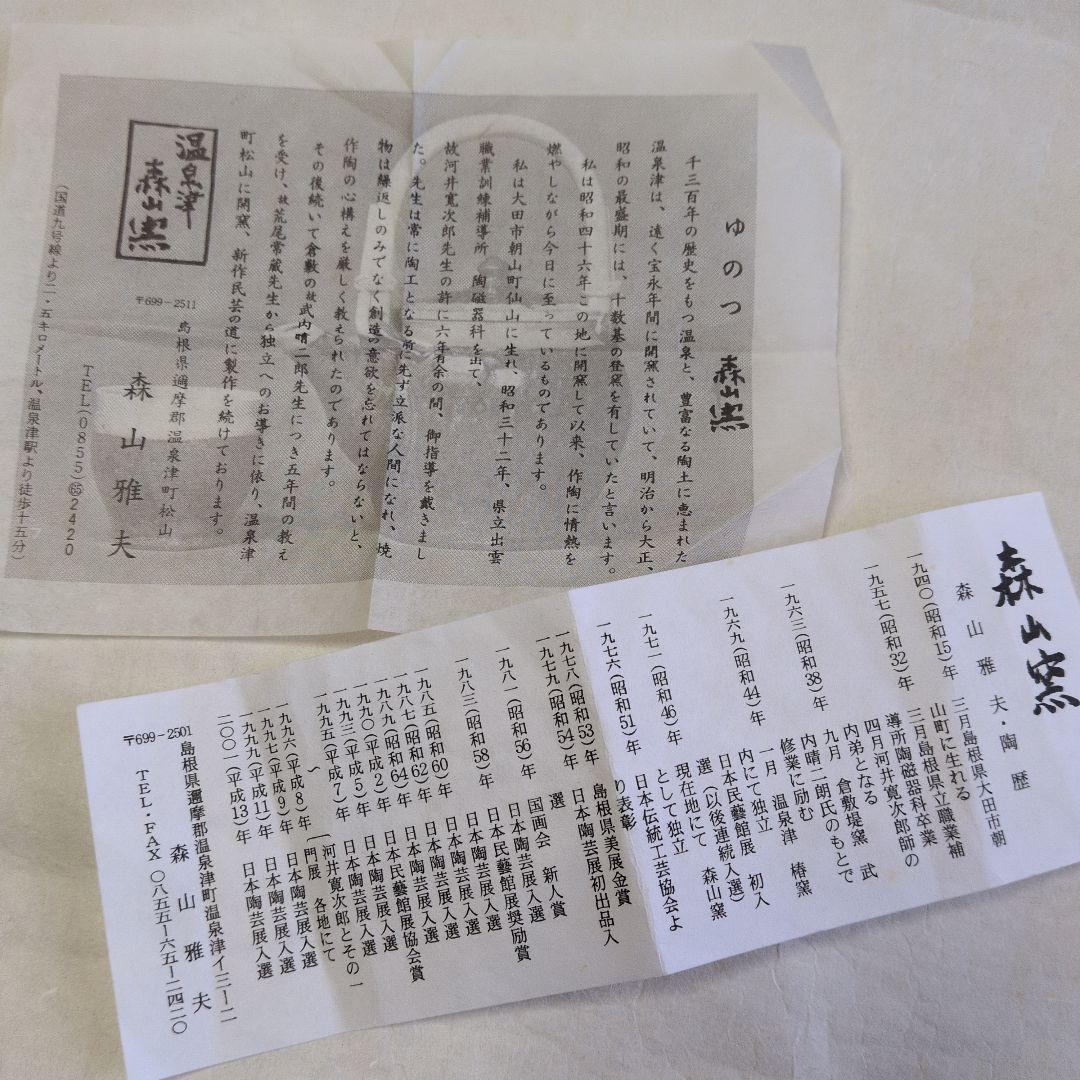 ゆのつ 森山窯
千三百年の歴史をもつ温泉と、豊富なる陶土に恵まれた
温泉津は、遠く宝永年間に開窯されていて、明治から大正、
昭和の最盛期には、十数基の登窯を有していたと言います。
私は昭和四十六年この地に開窯して以来、作陶に情熱を
燃やしながら今日に至っているものであります。
私は大田市朝山町仙山に生れ、昭和三十二年、県立出雲
職業訓練補導所 陶磁器科を出て、
故河井寛次郎先生の許に六年有余の間、御指導を戴きまし
た。先生は常に陶工となる前に先ず立派な人間になれ、焼
物は繰返しのみでなく創造の意欲を忘れてはならないと、
作陶の心構えを厳しく教えられたのであります。
その後続いて倉敷の故武内晴二郎先生につき五年間の教え
を受け、故荒尾常蔵先生から独立へのお導きに依り、温泉津
町松山に開窯、新作民芸の道に製作を続けております。
温泉津
森山窯
〒699-2511
島根県邇摩郡温泉津町松山
森山雅夫
TEL(0855)65 2420
(国道九号線より二・五キロメートル、温泉津駅より徒歩十五分)
森山窯
森山雅夫・陶歴
一九四〇(昭和15)年 三月島根県大田市朝
山町に生れる
一九五七(昭和32)年 三月島根県立職業補
導所陶磁器科卒業
四月河井寛次郎師の
内弟となる
一九六三(昭和38)年 九月 倉敷堤窯 武
内晴二朗氏のもとで
修業に励む
一九六九(昭和44)年 一月 温泉津 椿窯
内にて独立
日本民藝館展 初入
選(以後連続入選)
一九七一(昭和46)年 現在地にて 森山窯
として独立
一九七六(昭和51)年 日本伝統工芸協会よ
り表彰
一九七八(昭和53)年 島根県美展金賞
一九七九(昭和54)年 日本陶芸展初出品入
選
一九八一(昭和56)年 国画会 新人賞
日本陶芸展入選
一九八三(昭和58)年 日本民藝館展奨励賞
日本陶芸展入選
一九八五(昭和60)年 日本陶芸展入選
一九八七(昭和62)年 日本陶芸展入選
一九八九(昭和64)年 日本民藝館展協会賞
一九九〇(平成2)年 日本陶芸展入選
一九九三(平成5)年 日本陶芸展入選
一九九五(平成7)年 「河井寛次郎とその一
〜 門展 各地にて
一九九六(平成8)年 日本陶芸展入選
一九九七(平成9)年 日本陶芸展入選
一九九九(平成11)年 日本陶芸展入選
二〇〇一(平成13)年 日本陶芸展入選
〒699-2501
島根県邇摩郡温泉津町温泉津イ三ー二
森山雅夫
TEL・FAX 〇八五五ー六五ー二四二〇